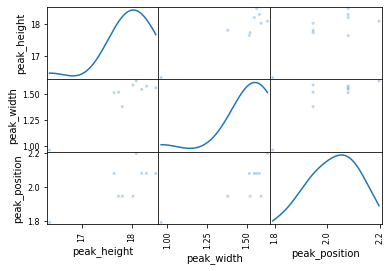 peak_height
18
17
peak_width
1.50
1.25
1.00
peak_position
2.2
2.0
1.8
17
18
1.00
1.25
1.50
1.8
2.0
2.2
peak_height
peak_width
peak_position